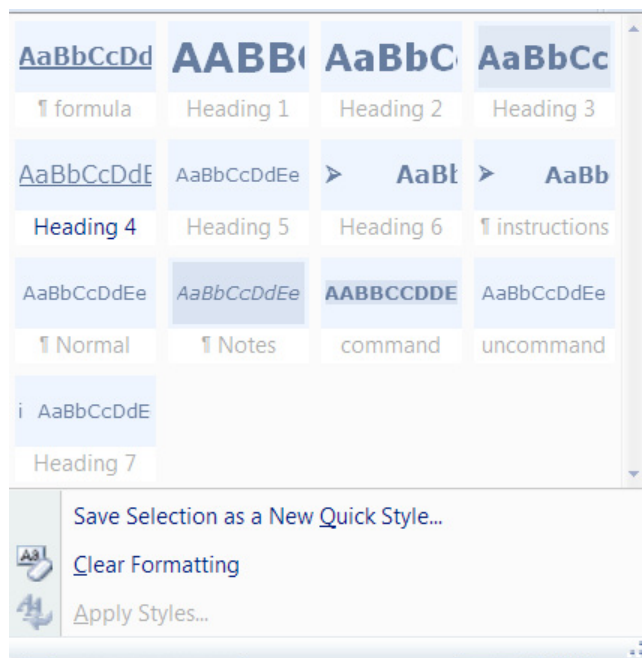 AaBbCcDd AABB AaBbC AaBbCc
¶ formula Heading 1 Heading 2 Heading 3
AaBbCcDdE AaBbCcDdEe ➢ AaBb ➢ AaBb
Heading 4 Heading 5 Heading 6 ¶ instructions
AaBbCcDdEe AaBbCcDdEe AABBCCDDE AaBbCcDdEe
¶ Normal ¶ Notes command uncommand
i AaBbCcDdE
Heading 7
Save Selection as a New Quick Style...
Clear Formatting
Apply Styles...